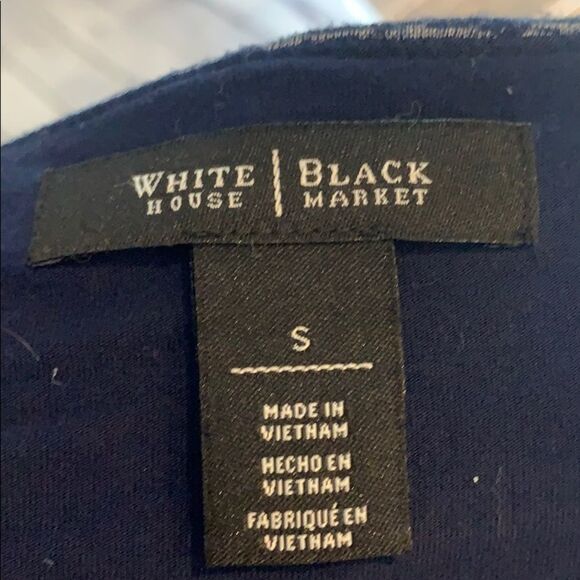 WHITE | BLACK
HOUSE | MARKET
S
MADE IN
VIETNAM
HECHO EN
VIETNAM
FABRIQUÉ EN
VIETNAM